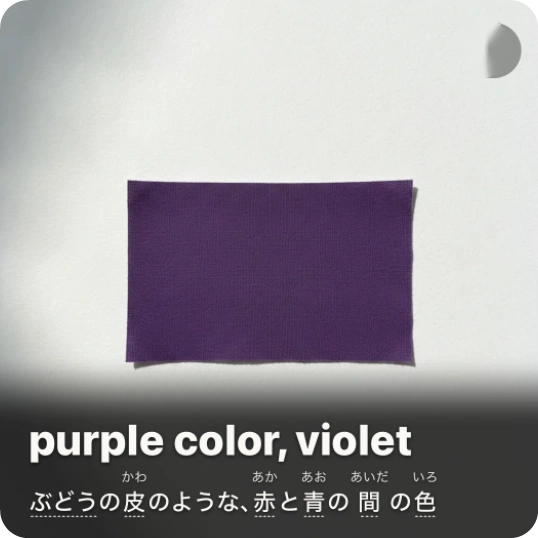 purple color, violet
かわ あか あお あいだ いろ
ぶどうの皮のような、赤と青の間の色